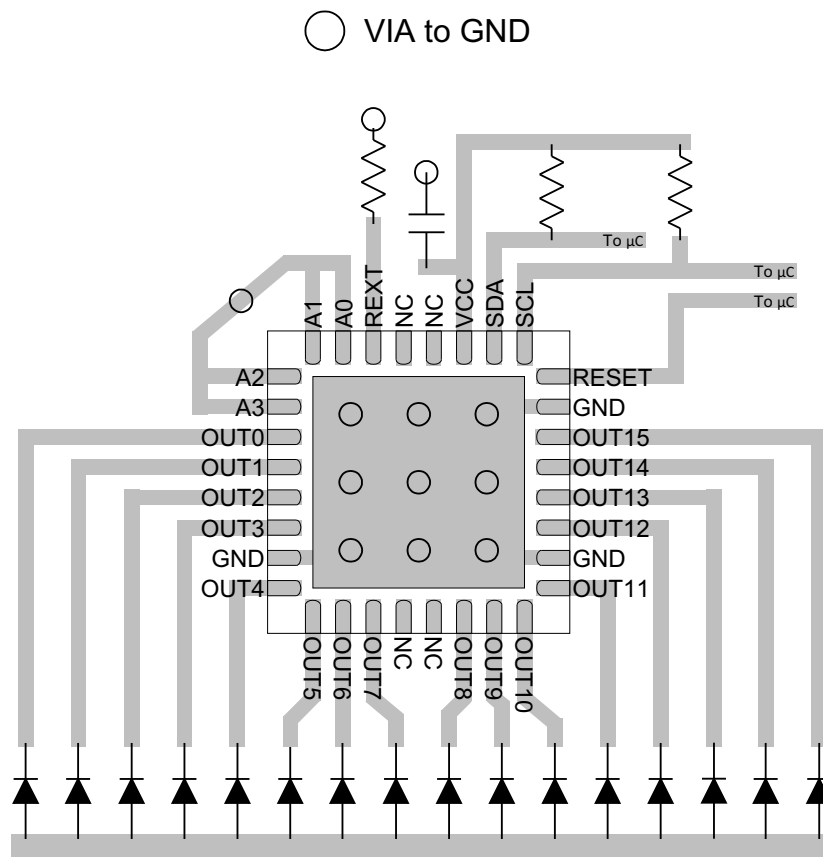 VIA to GND
To µC
To µC
To µC
A1
A0
REXT
NC
NC
VCC
SDA
SCL
A2
A3
OUT0
OUT1
OUT2
OUT3
GND
OUT4
RESET
GND
OUT15
OUT14
OUT13
OUT12
GND
OUT11
OUT5
OUT6
OUT7
NC
NC
OUT8
OUT9
OUT10